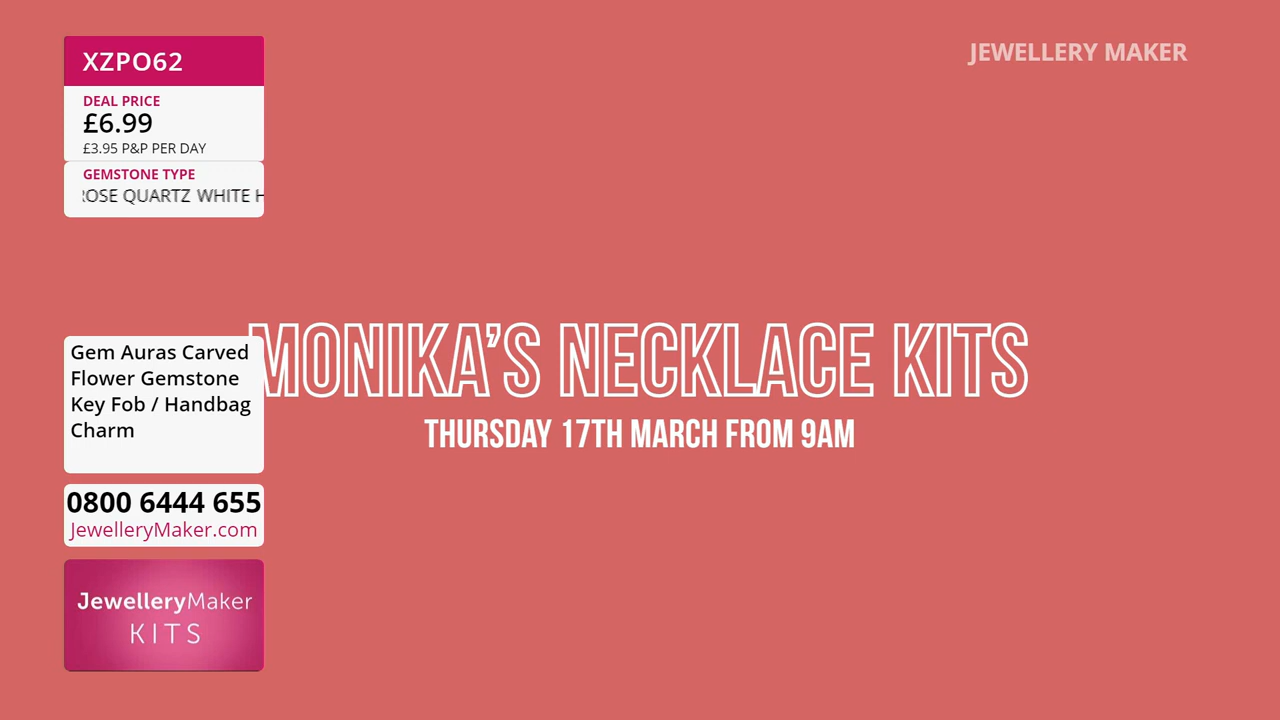 XZPO62
DEAL PRICE
£6.99
£3.95 P&P PER DAY
GEMSTONE TYPE
QUARTZ WHITE
JEWELLERY MAKER
MONIKA'S NECKLACE KITS
THURSDAY 17TH MARCH FROM 9AM
Gem Auras Carved
Flower Gemstone
Key Fob / Handbag
Charm
0800 6444 655
JewelleryMaker.com
JewelleryMaker
KITS